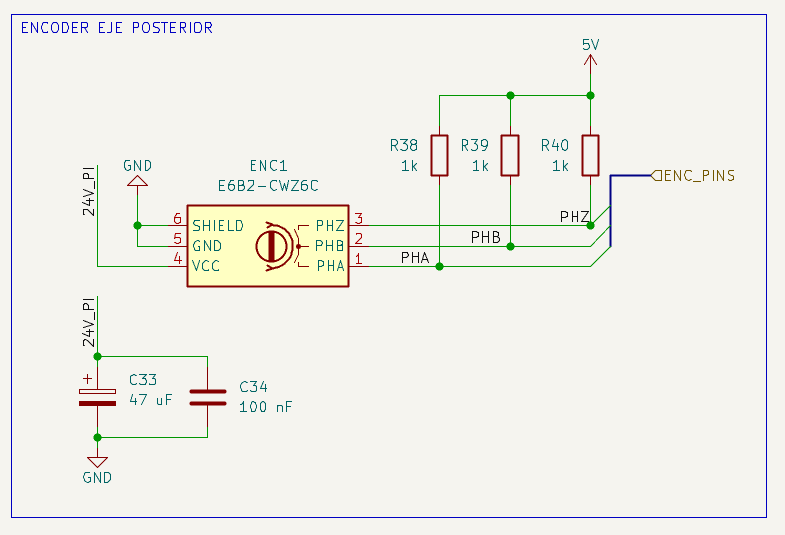 ENCODER EJE POSTERIOR
5V
R38
1k
R39
1k
R40
1k
ENC_PINS
24V_PI
GND
ENC1
E6B2-CWZ6C
6 SHIELD
5 GND
4 VCC
PHZ 3
PHB 2
PHA 1
PHZ
PHB
PHA
24V_PI
+
C33
47 uF
C34
100 nF
GND